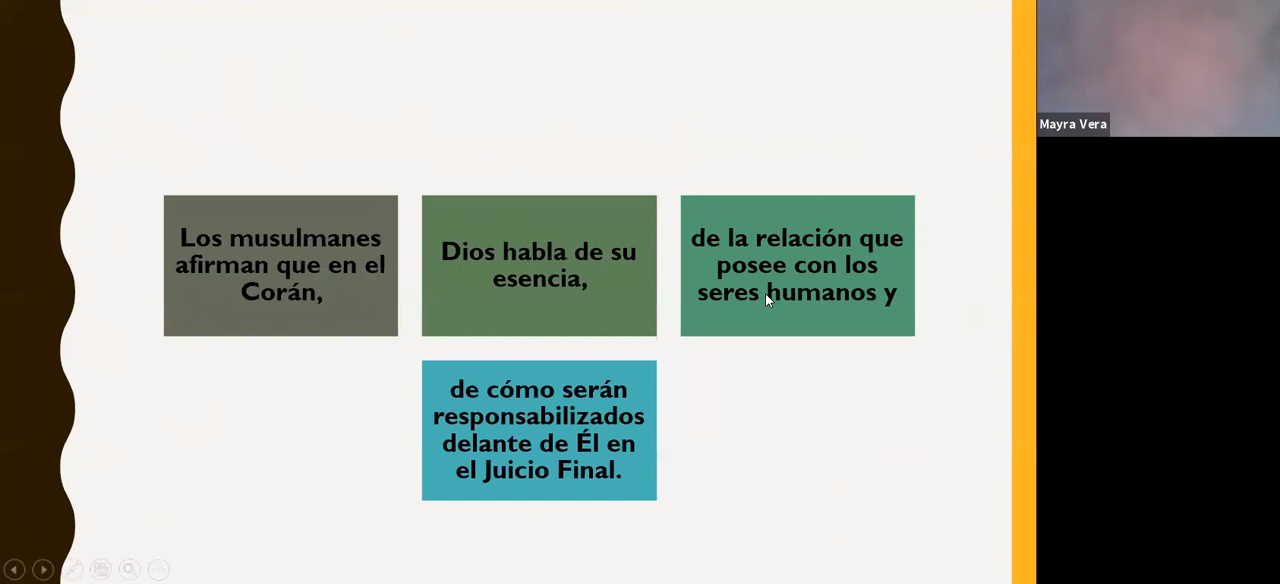 Los musulmanes
afirman que en el
Corán,
Dios habla de su
esencia,
de la relación que
posee con los
seres humanos y
de cómo serán
responsabilizados
delante de Él en
el Juicio Final.
Mayra Vera